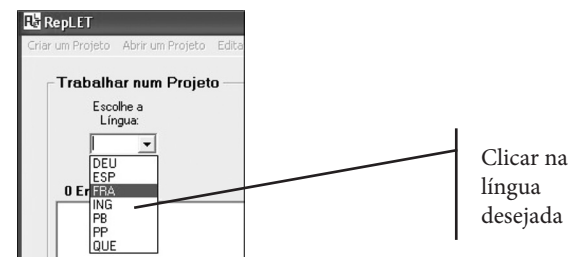 RepLET
Criar um Projeto Abrir um Projeto Edita
Trabalhar num Projeto
Escolhe a
Língua:
DEU
ESP
0 Er FRA
ING
PB
PP
QUE
Clicar na
língua
desejada